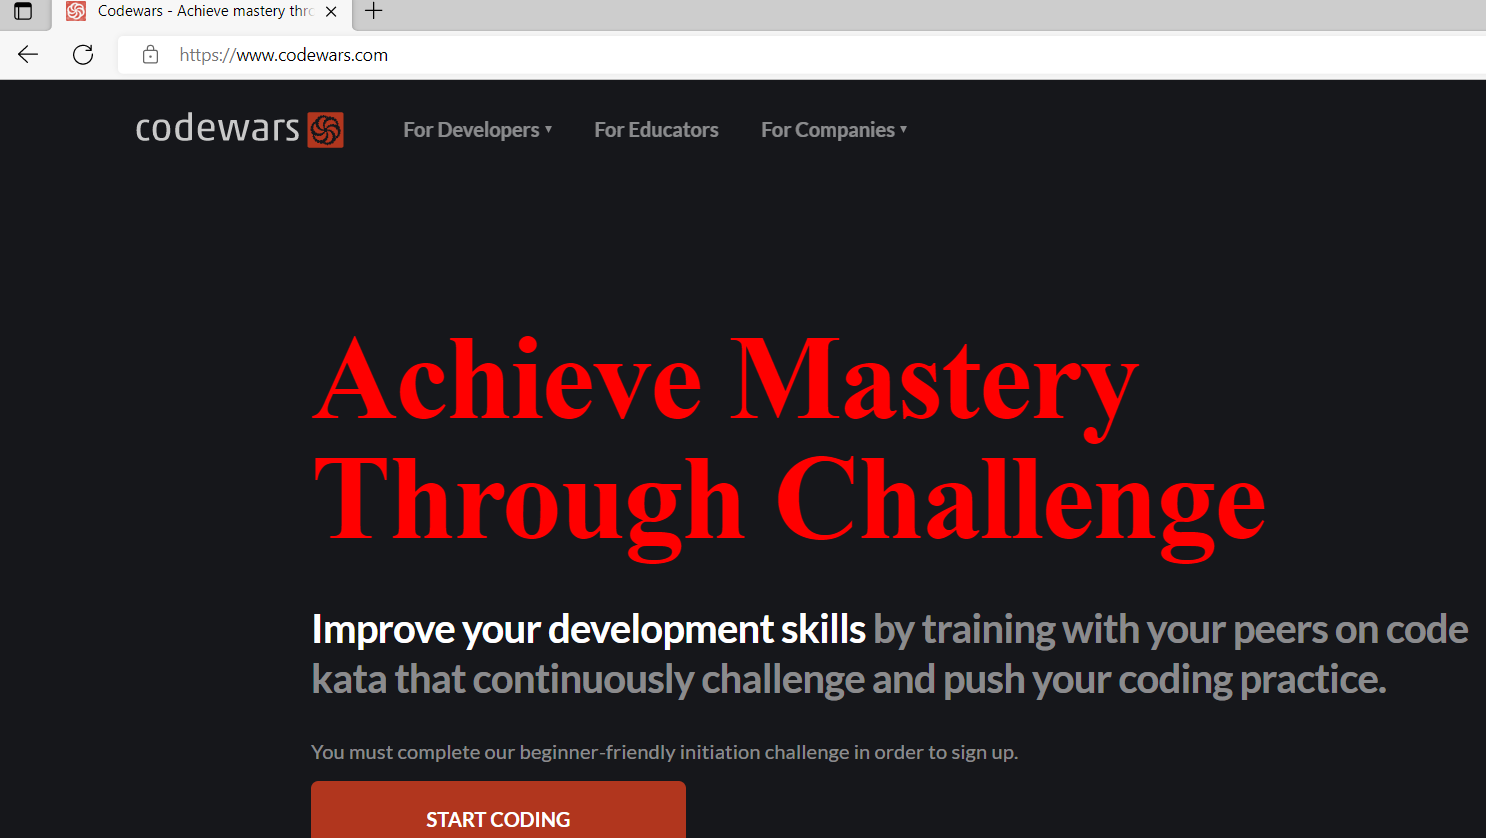 Codewars - Achieve mastery thr
https://www.codewars.com
codewars For Developers ▾ For Educators For Companies ▾
Achieve Mastery
Through Challenge
Improve your development skills by training with your peers on code
kata that continuously challenge and push your coding practice.
You must complete our beginner-friendly initiation challenge in order to sign up.
START CODING